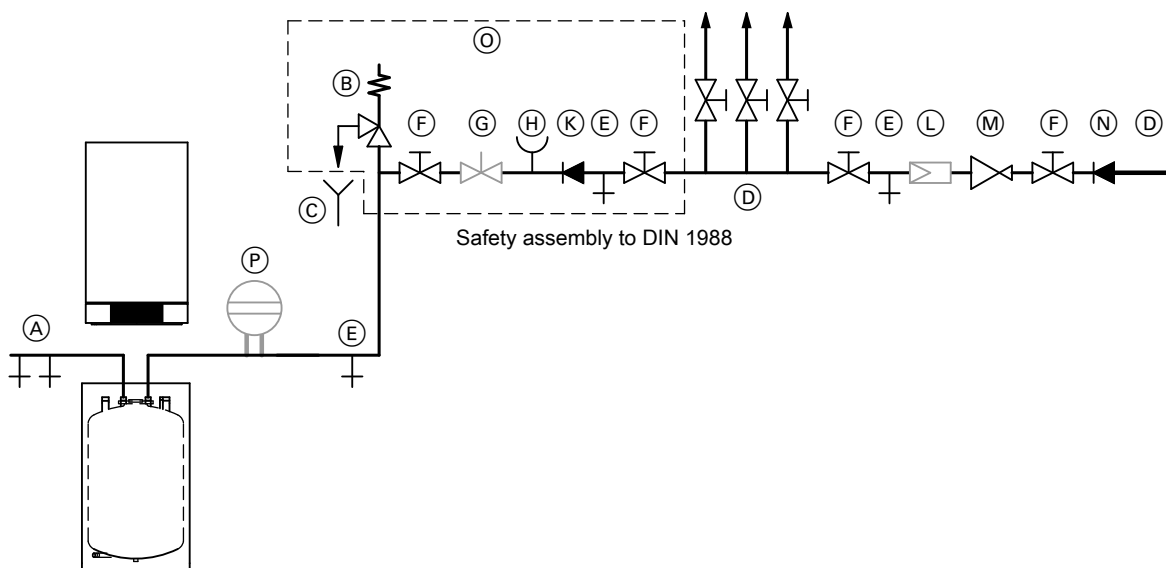 O
B
F G H K E F
F E L M F N D
C
D
Safety assembly to DIN 1988
P
A
E